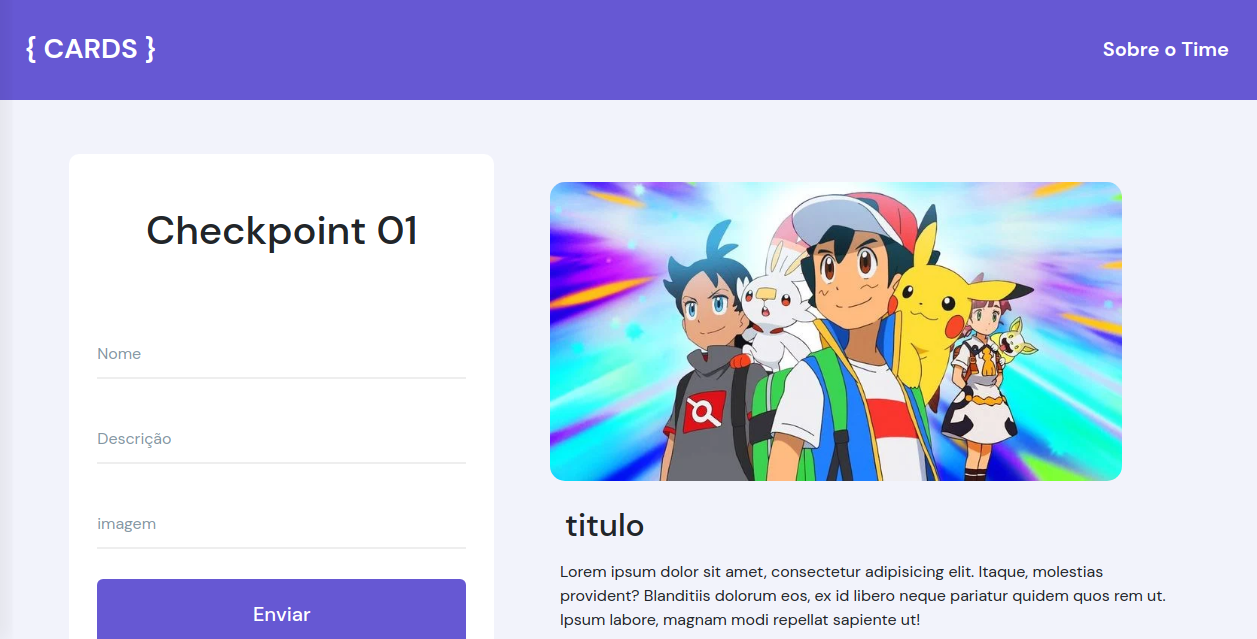 { CARDS }
Sobre o Time
Checkpoint 01
Nome
Descrição
imagem
Enviar
titulo
Lorem ipsum dolor sit amet, consectetur adipisicing elit. Itaque, molestias
provident? Blanditiis dolorum eos, ex id libero neque pariatur quidem quos rem ut.
Ipsum labore, magnam modi repellat sapiente ut!